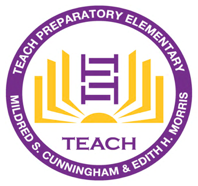 TEACH PREPARATORY ELEMENTARY
TEACH
MILDRED S. CUNNINGHAM & EDITH H. MORRIS